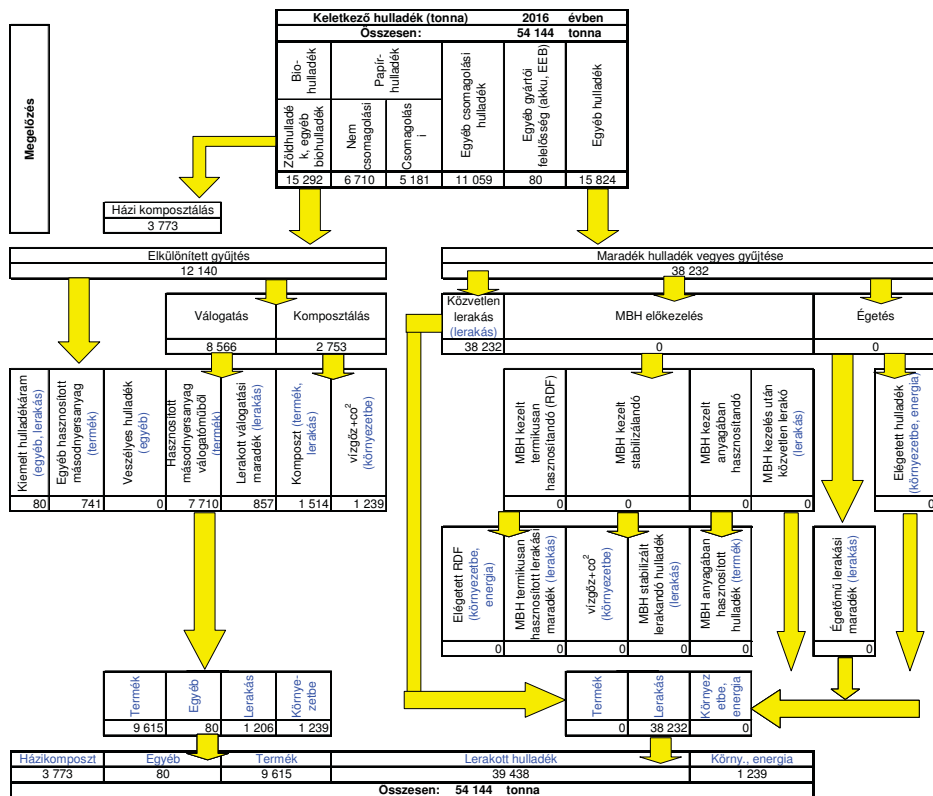 Keletkező hulladék (tonna) 2016 évben
Összesen: 54 144 tonna
Megelőzés
Bio-
hulladék
Papír-
hulladék
Zöldhulladé
k, egyéb
biohulladék
Nem
csomagolási
Csomagolás
i
Egyéb csomagolási
hulladék
Egyéb gyártói
felelősség (akku, EEB)
Egyéb hulladék
15 292 6 710 5 181 11 059 80 15 824
Házi komposztálás
3 773
Elkülönített gyűjtés
12 140
Maradék hulladék vegyes gyűjtése
38 232
Válogatás Komposztálás
8 566 2 753
Közvetlen
lerakás
(lerakás)
MBH előkezelés
Égetés
38 232 0 0
Kiemelt hulladékáram
(egyéb, lerakás)
Egyéb hasznosított
másodnyersanyag
(termék)
Veszélyes hulladék
(egyéb)
Hasznosított
másodnyersanyag
válogatóműből
(termék)
Lerakott válogatási
maradék (lerakás)
Komposzt (termék,
lerakás)
vízgőz+co²
(környezetbe)
80 741 0 7 710 857 1 514 1 239
MBH kezelt
termikusan
hasznosítandó (RDF)
MBH kezelt
stabilizálandó
MBH kezelt
anyagában
hasznosítandó
MBH kezelés után
közvetlen lerakó
(lerakás)
Elégetett hulladék
(környezetbe, energia)
0 0 0 0 0
Elégetett RDF
(környezetbe,
energia)
MBH termikusan
hasznosított lerakási
maradék (lerakás)
vízgőz+co²
(környezetbe)
MBH stabilizált
lerakandó hulladék
(lerakás)
MBH anyagában
hasznosított
hulladék (termék)
Égetőmű lerakási
maradék (lerakás)
0 0 0 0 0 0
Termék
Egyéb
Lerakás
Környe-
zetbe
9 615 80 1 206 1 239
Termék
Lerakás
Környez
etbe,
energia
0 38 232 0
Házikomposzt Egyéb Termék Lerakott hulladék Körny., energia
3 773 80 9 615 39 438 1 239
Összesen: 54 144 tonna